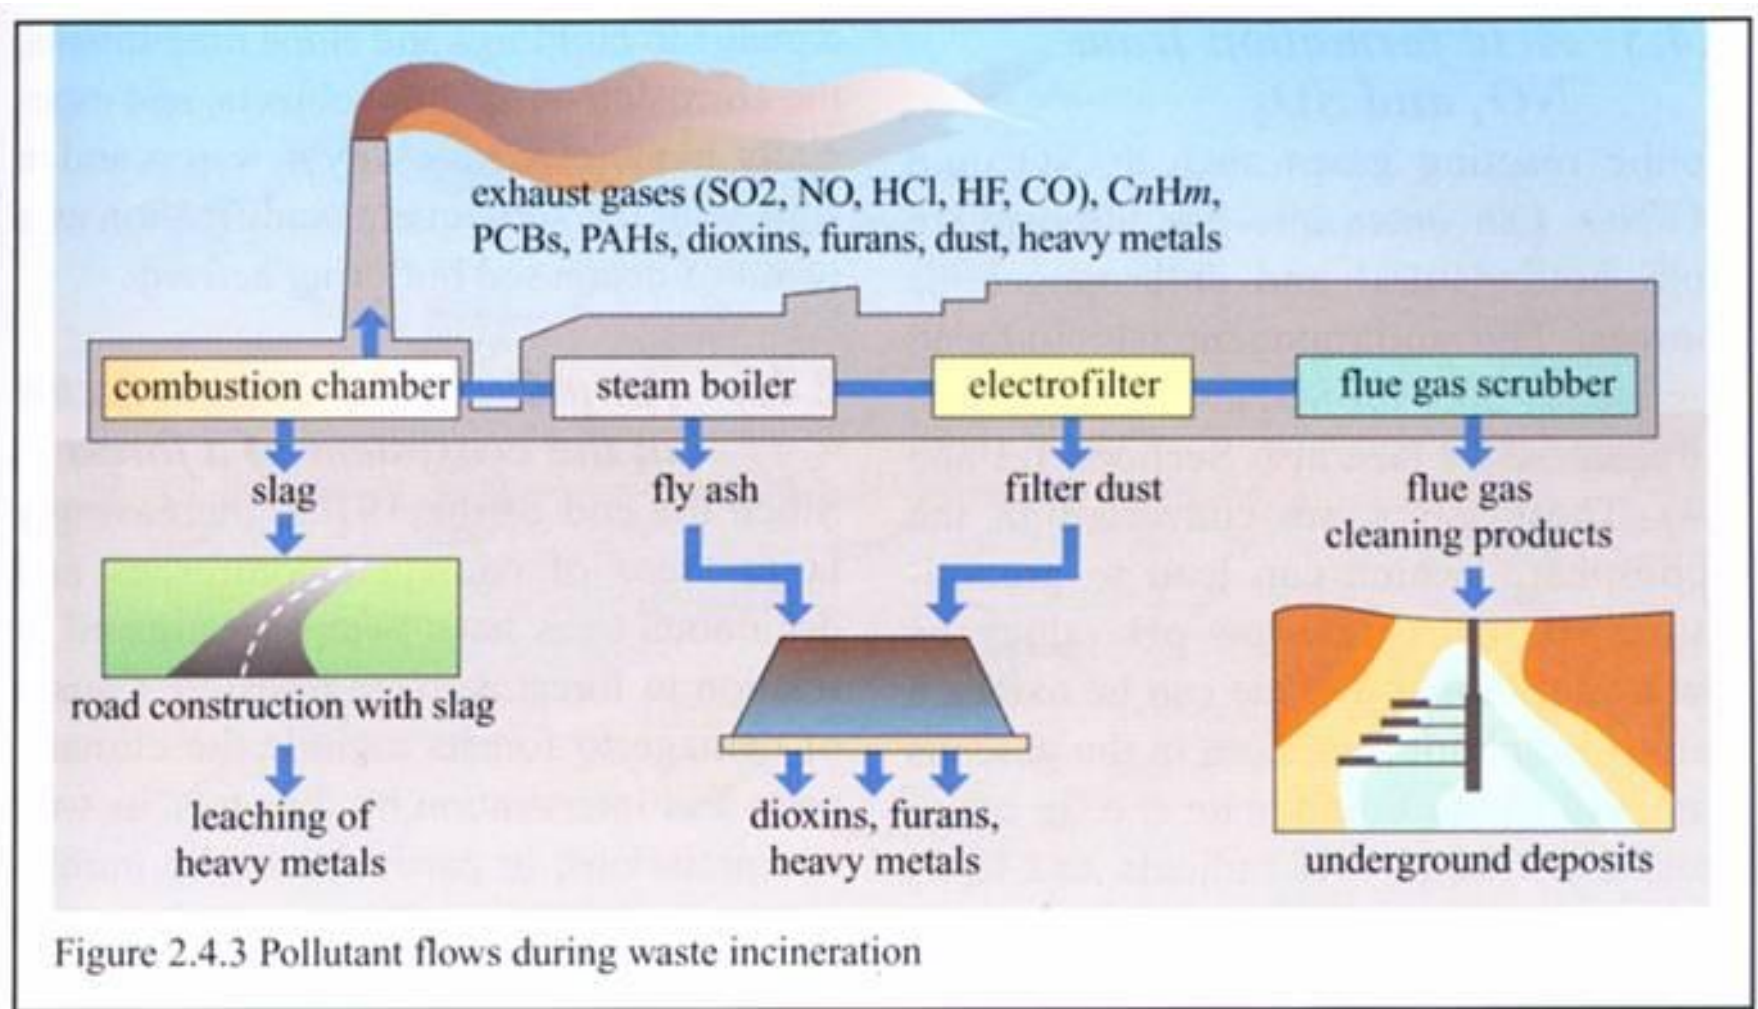 exhaust gases (SO2, NO, HCl, HF, CO), CnHm,
PCBs, PAHs, dioxins, furans, dust, heavy metals
combustion chamber
steam boiler
electrofilter
flue gas scrubber
slag
fly ash
filter dust
flue gas
cleaning products
road construction with slag
leaching of
heavy metals
dioxins, furans,
heavy metals
underground deposits
Figure 2.4.3 Pollutant flows during waste incineration